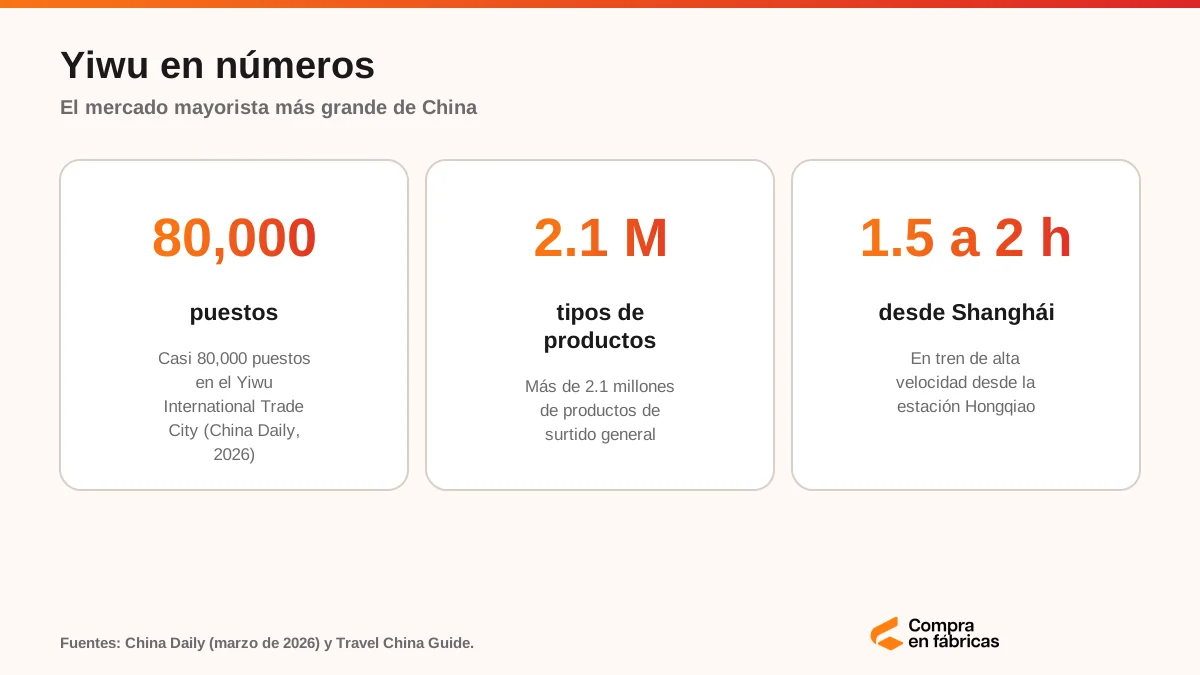 Yiwu en números
El mercado mayorista más grande de China
80,000
puestos
Casi 80,000 puestos
en el Yiwu
International Trade
City (China Daily,
2026)
2.1 M
tipos de
productos
Más de 2.1 millones
de productos de
surtido general
1.5 a 2 h
desde Shanghái
En tren de alta
velocidad desde la
estación Hongqiao
Fuentes: China Daily (marzo de 2026) y Travel China Guide.
Compra
en fábricas